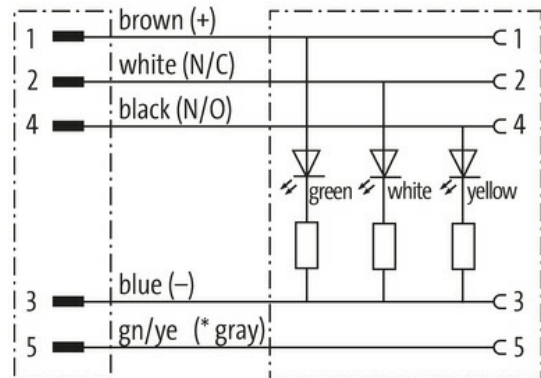 1 brown (+) 1
2 white (N/C) 2
4 black (N/O) 4
green white yellow
3 blue (–) 3
5 gn/ye (* gray) 5